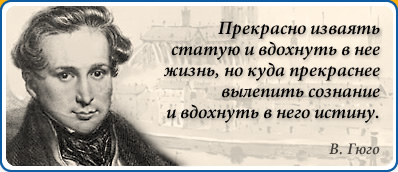 Прекрасно изваять
статую и вдохнуть в нее
жизнь, но куда прекраснее
вылепить сознание
и вдохнуть в него истину.
В. Гюго